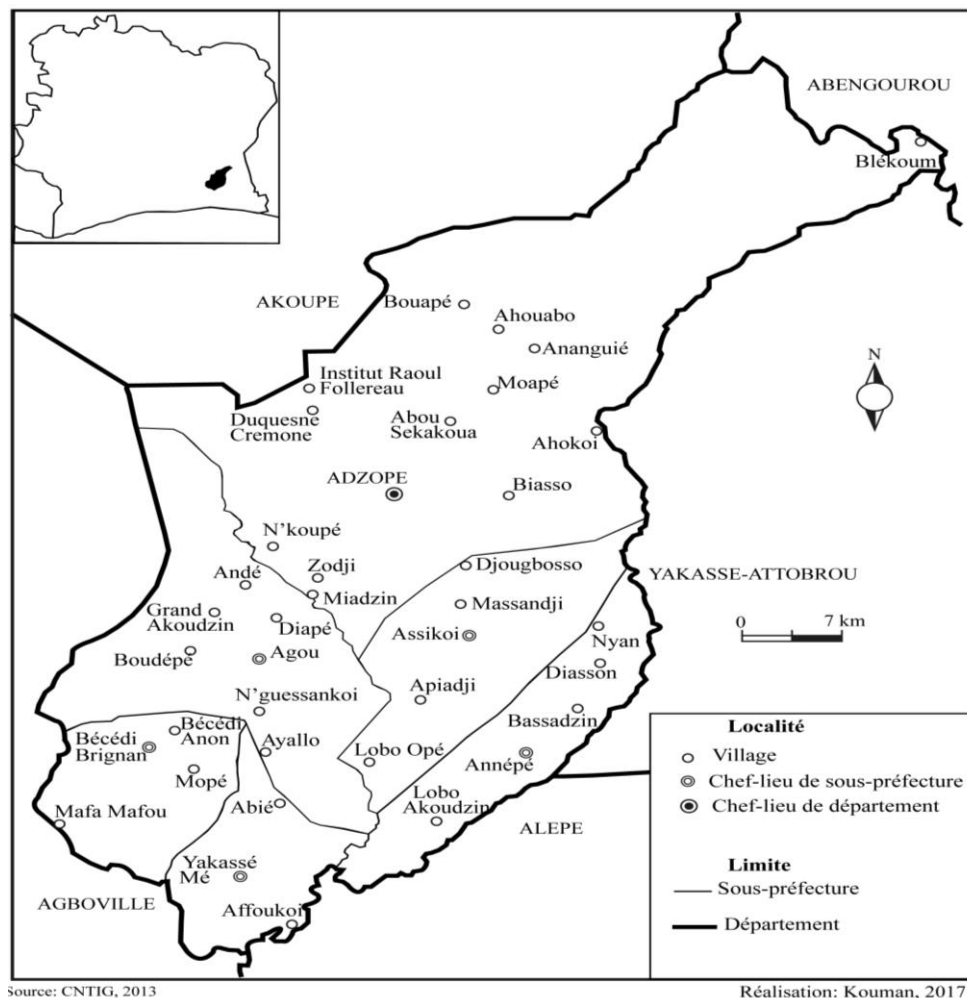 ABENGOUROU
Blékoum
AKOUPE
Bouapé
Ahouabo
Ananguié
N
Institut Raoul
Follereau
Moapé
Duquesne
Cremone
Abou
Sekakoua
Ahokoi
ADZOPE
Biasso
N'koupé
Zodji
Djougbosso
YAKASSE-ATTOBROU
Andé
Miadzin
Massandji
Grand
Akoudzin
Diapé
Assikoi
Nyan
0 7 km
Boudépé
Agou
Diasson
N'guessankoi
Apiadji
Bassadzin
Bécédi
Brignan
Bécédi
Anon
Ayallo
Lobo Opé
Annépé
Mopé
Mafa Mafou
Abié
Lobo
Akoudzin
ALEPE
Yakassé
Mé
AGBOVILLE
Affoukoi
Localité
Village
Chef-lieu de sous-préfecture
Chef-lieu de département
Limite
Sous-préfecture
Département
Source: CNTIG, 2013
Réalisation: Kouman, 2017